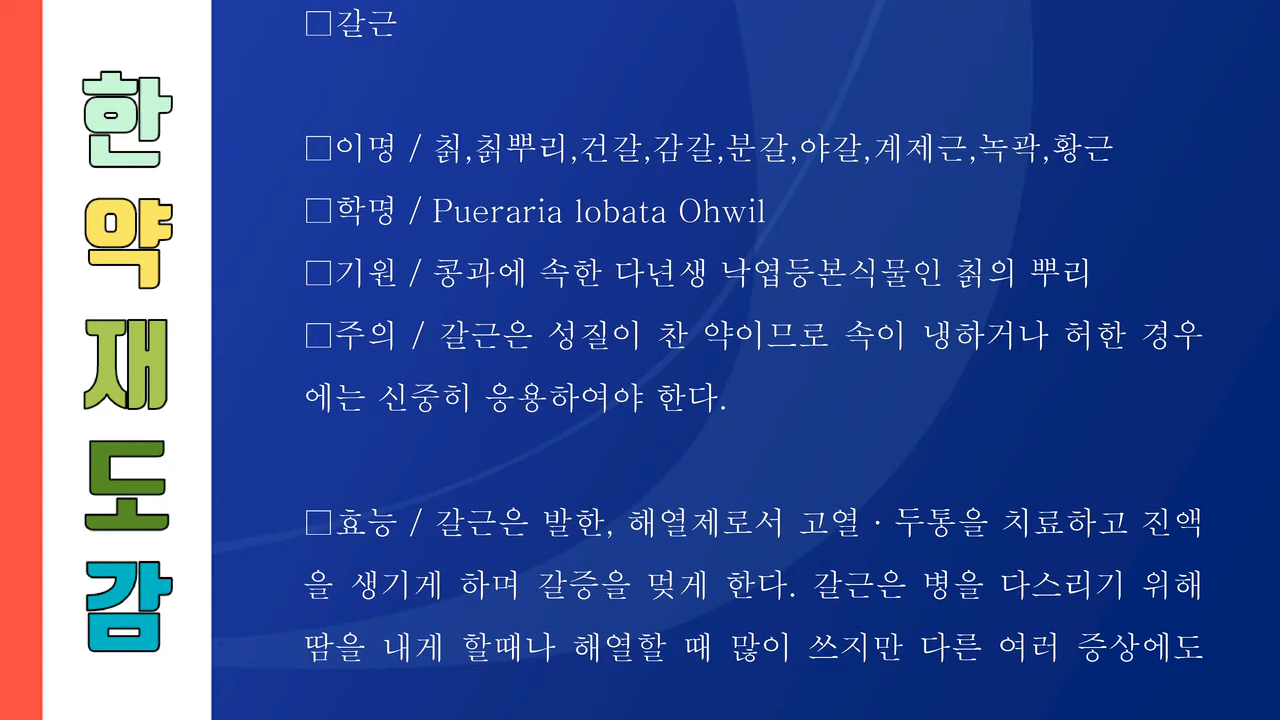 한약재도감
□갈근
□이명 / 칡,칡뿌리,건갈,감갈,분갈,야갈,계제근,녹곽,황근
□학명 / Pueraria lobata Ohwil
□기원 / 콩과에 속한 다년생 낙엽등본식물인 칡의 뿌리
□주의 / 갈근은 성질이 찬 약이므로 속이 냉하거나 허한 경우
에는 신중히 응용하여야 한다.
□효능 / 갈근은 발한, 해열제로서 고열 · 두통을 치료하고 진액
을 생기게 하며 갈증을 멎게 한다. 갈근은 병을 다스리기 위해
땀을 내게 할때나 해열할 때 많이 쓰지만 다른 여러 증상에도